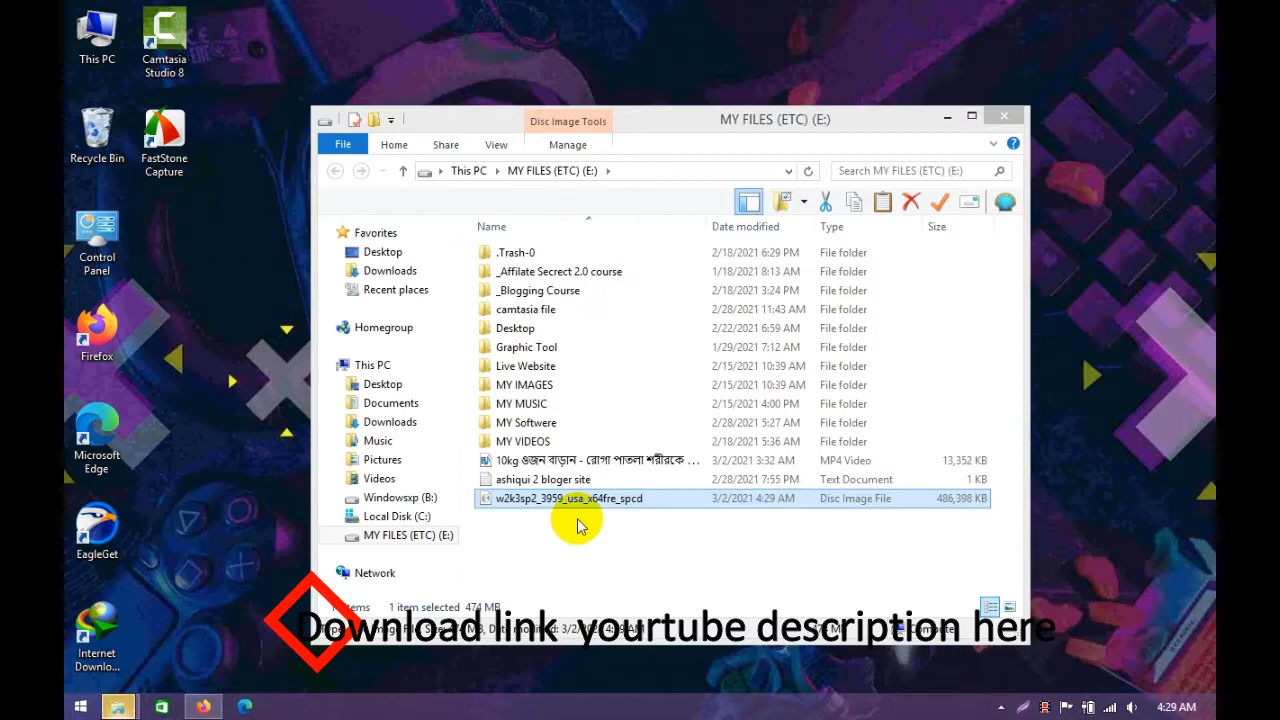 This PC
Camtasia
Studio 8
Recycle Bin
FastStone
Capture
Control
Panel
Firefox
Microsoft
Edge
EagleGet
Internet
Downlo...
Disc Image Tools
MY FILES (ETC) (E:)
File
Home
Share
View
Manage
This PC
MY FILES (ETC) (E:)
Search MY FILES (ETC) (E:)
Name
Date modified
Type
Size
Favorites
Desktop
Downloads
Recent places
Homegroup
This PC
Desktop
Documents
Downloads
Music
Pictures
Videos
Windowsxp (B:)
Local Disk (C:)
MY FILES (ETC) (E:)
Network
.Trash-0 2/18/2021 6:29 PM File folder
_Affilate Secrect 2.0 course 1/18/2021 8:13 AM File folder
_Blogging Course 2/18/2021 3:24 PM File folder
camtasia file 2/28/2021 11:43 AM File folder
Desktop 2/22/2021 6:59 AM File folder
Graphic Tool 1/29/2021 7:12 AM File folder
Live Website 2/15/2021 10:39 AM File folder
MY IMAGES 2/15/2021 10:39 AM File folder
MY MUSIC 2/15/2021 4:00 PM File folder
MY Softwere 2/28/2021 5:27 AM File folder
MY VIDEOS 2/18/2021 5:36 AM File folder
10kg ওজন বাড়ান - রোগা পাতলা শরীরকে ... 3/2/2021 3:32 AM MP4 Video 13,352 KB
ashiqui 2 bloger site 2/28/2021 7:55 PM Text Document 1 KB
w2k3sp2_3959_usa_x64fre_spcd 3/2/2021 4:29 AM Disc Image File 486,398 KB
items 1 item selected 474 MB
Download link yourtube description here
4:29 AM